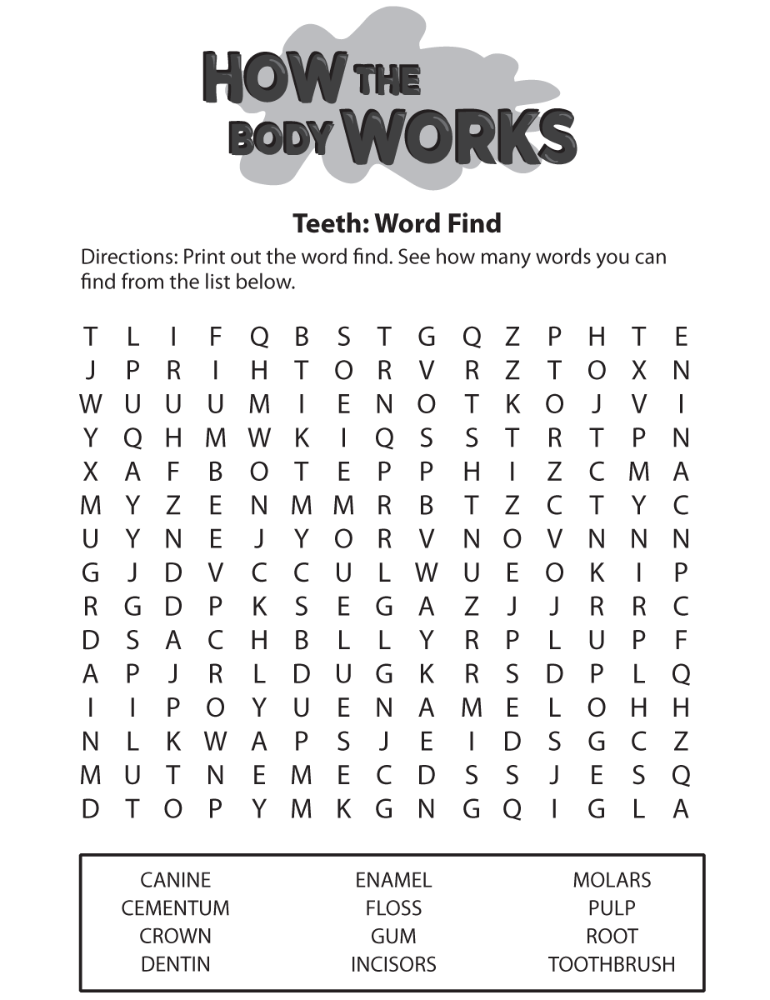 HOW THE
BODY WORKS
Teeth: Word Find
Directions: Print out the word find. See how many words you can
find from the list below.
T L I F Q B S T G Q Z P H T E
J P R I H T O R V R Z T O X N
W U U U M I E N O T K O J V I
Y Q H M W K I Q S S T R T P N
X A F B O T E P P H I Z C M A
M Y Z E N M M R B T Z C T Y C
U Y N E J Y O R V N O V N N N
G J D V C C U L W U E O K I P
R G D P K S E G A Z J J R R C
D S A C H B L L Y R P L U P F
A P J R L D U G K R S D P L Q
I I P O Y U E N A M E L O H H
N L K W A P S J E I D S G C Z
M U T N E M E C D S S J E S Q
D T O P Y M K G N G Q I G L A
CANINE ENAMEL MOLARS
CEMENTUM FLOSS PULP
CROWN GUM ROOT
DENTIN INCISORS TOOTHBRUSH